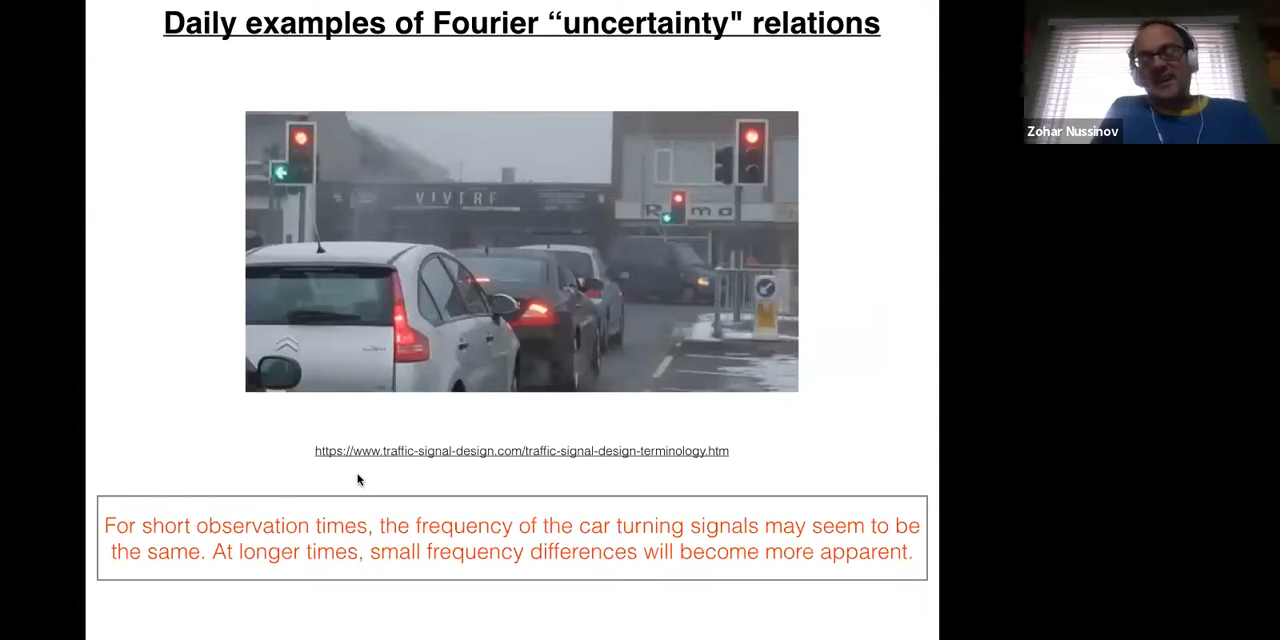 Daily examples of Fourier “uncertainty" relations
Zohar Nussinov
VIVERE
R ma
https://www.traffic-signal-design.com/traffic-signal-design-terminology.htm
For short observation times, the frequency of the car turning signals may seem to be
the same. At longer times, small frequency differences will become more apparent.